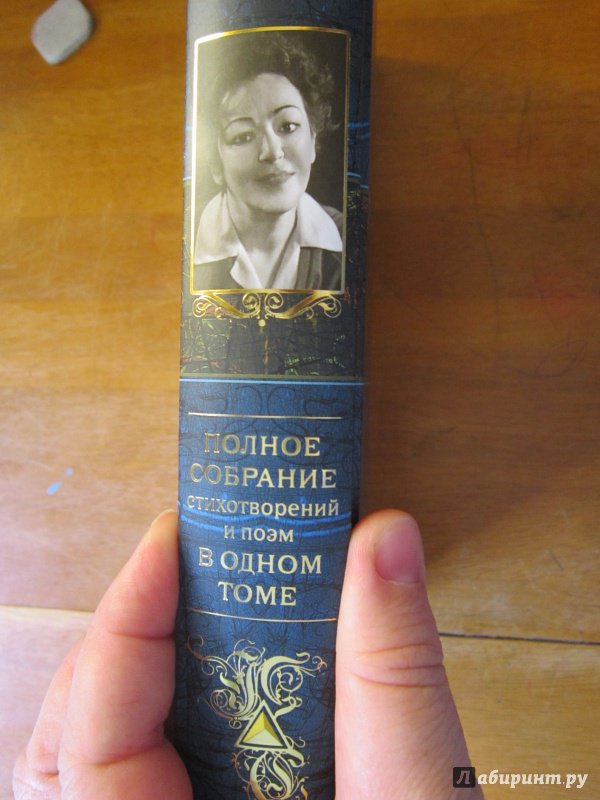 ПОЛНОЕ
СОБРАНИЕ
стихотворений
и поэм
В ОДНОМ
ТОМЕ
Лабиринт.ру